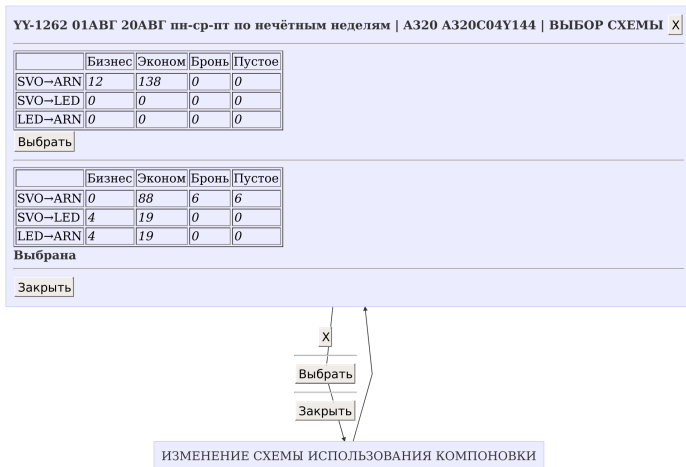 YY-1262 01АВГ 20АВГ пн-ср-пт по нечётным неделям | A320 A320C04Y144 | ВЫБОР СХЕМЫ X
Бизнес Эконом Бронь Пустое
SVO→ARN 12 138 0 0
SVO→LED 0 0 0 0
LED→ARN 0 0 0 0
Выбрать
Бизнес Эконом Бронь Пустое
SVO→ARN 0 88 6 6
SVO→LED 4 19 0 0
LED→ARN 4 19 0 0
Выбрана
Закрыть
X
Выбрать
Закрыть
ИЗМЕНЕНИЕ СХЕМЫ ИСПОЛЬЗОВАНИЯ КОМПОНОВКИ